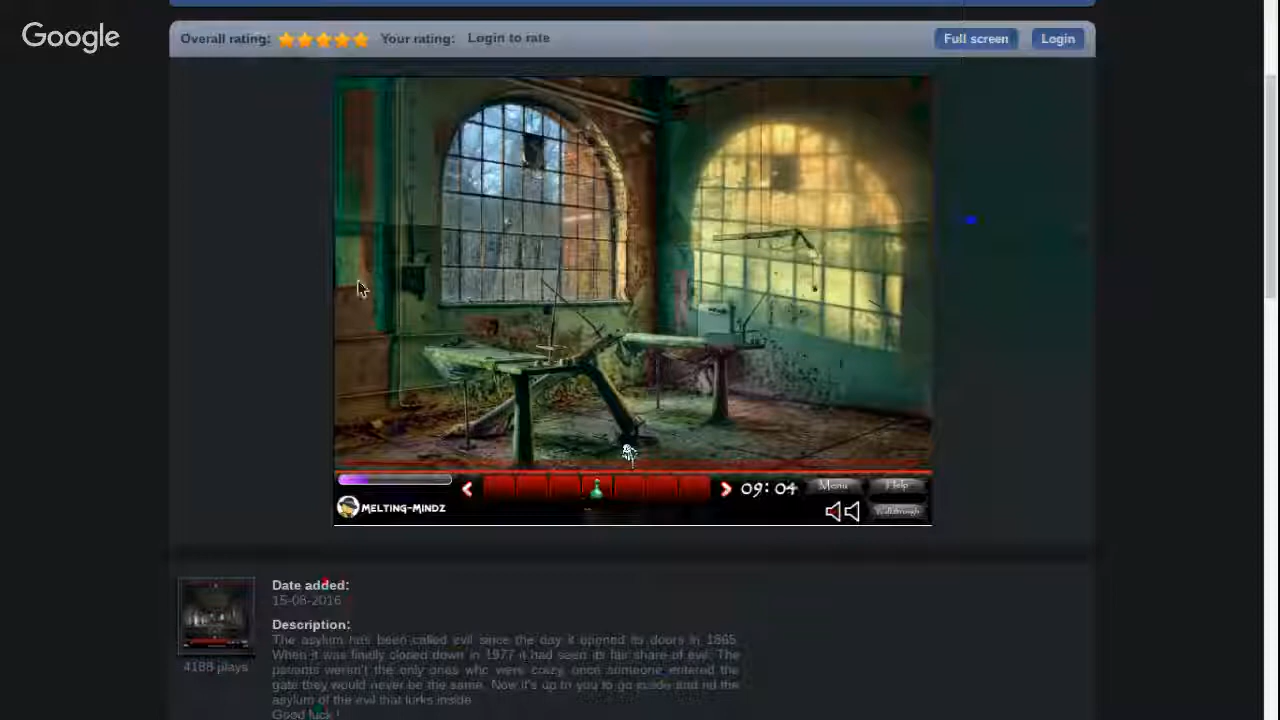 Google
Overall rating: Your rating: Login to rate Full screen Login
09:04 Menu Help
MELTING-MINDZ Walkthrough
Date added:
15-08-2016
Description:
The asylum has been called evil since the day it opened its doors in 1865.
When it was finally closed down in 1977 it had seen its fair share of evil. The
patients weren't the only ones who were crazy, once someone entered the
4188 plays
gate they would never be the same. Now it's up to you to go inside and rid the
asylum of the evil that lurks inside.
Good luck !